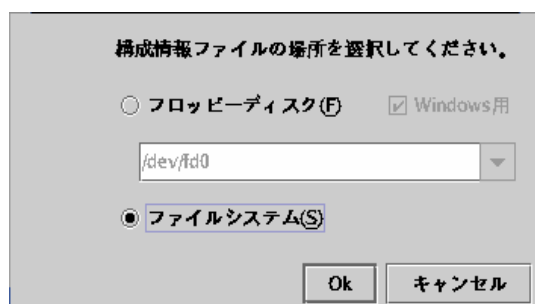 構成情報ファイルの場所を選択してください。
フロッピーディスク(F) Windows用
/dev/fd0
ファイルシステム(S)
Ok キャンセル